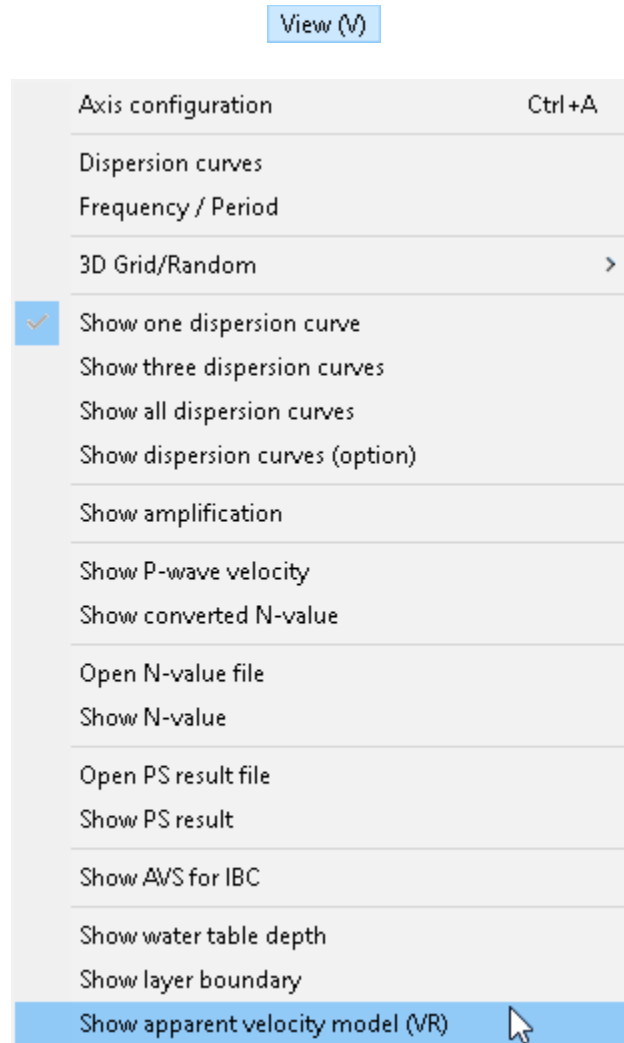 View (V)
Axis configuration Ctrl+A
Dispersion curves
Frequency / Period
3D Grid/Random
Show one dispersion curve
Show three dispersion curves
Show all dispersion curves
Show dispersion curves (option)
Show amplification
Show P-wave velocity
Show converted N-value
Open N-value file
Show N-value
Open PS result file
Show PS result
Show AVS for IBC
Show water table depth
Show layer boundary
Show apparent velocity model (VR)